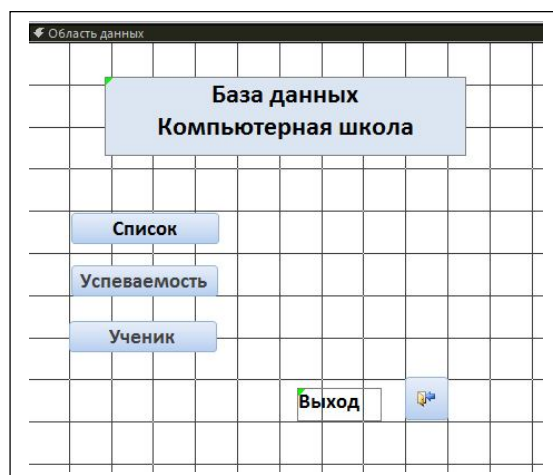 Область данных
База данных
Компьютерная школа
Список
Успеваемость
Ученик
Выход